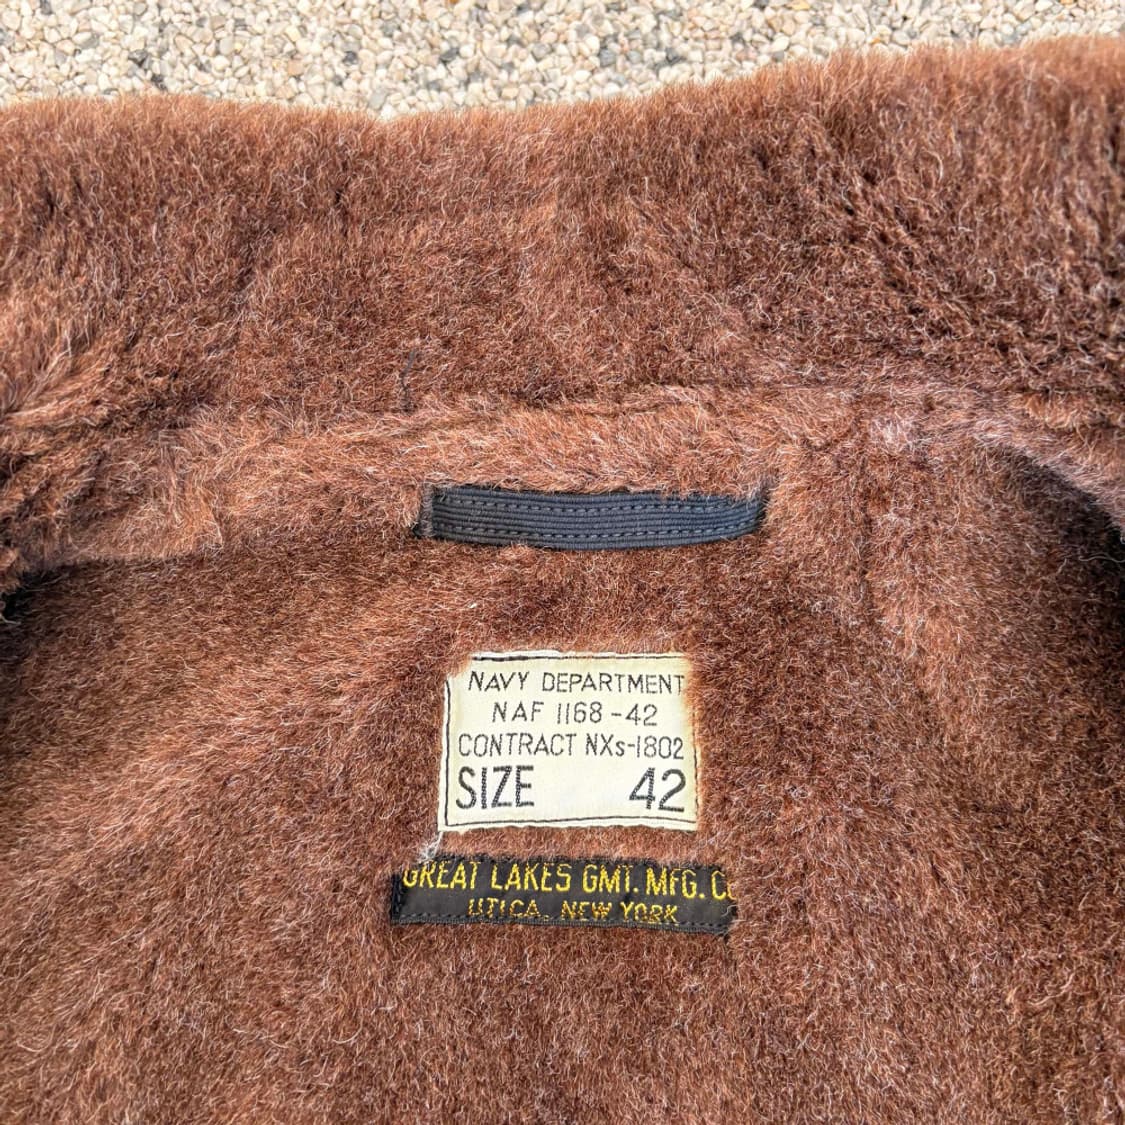 NAVY DEPARTMENT
NAF 1168-42
CONTRACT NXs-1802
SIZE 42
GREAT LAKES GMT. MFG. CO
UTICA, NEW YORK